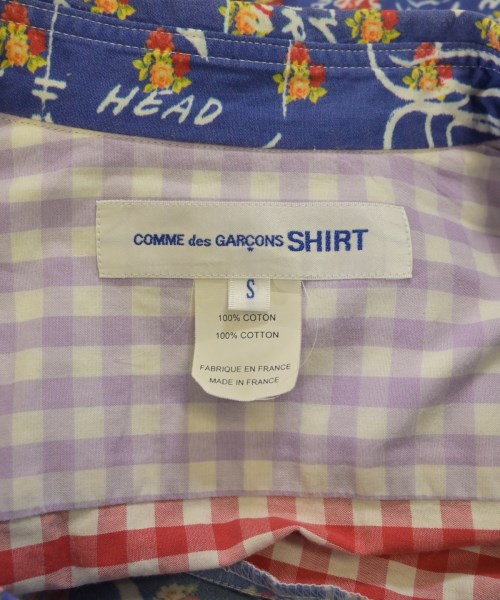 HEAD
COMME des GARÇONS SHIRT
S
100% COTON
100% COTTON
FABRIQUE EN FRANCE
MADE IN FRANCE